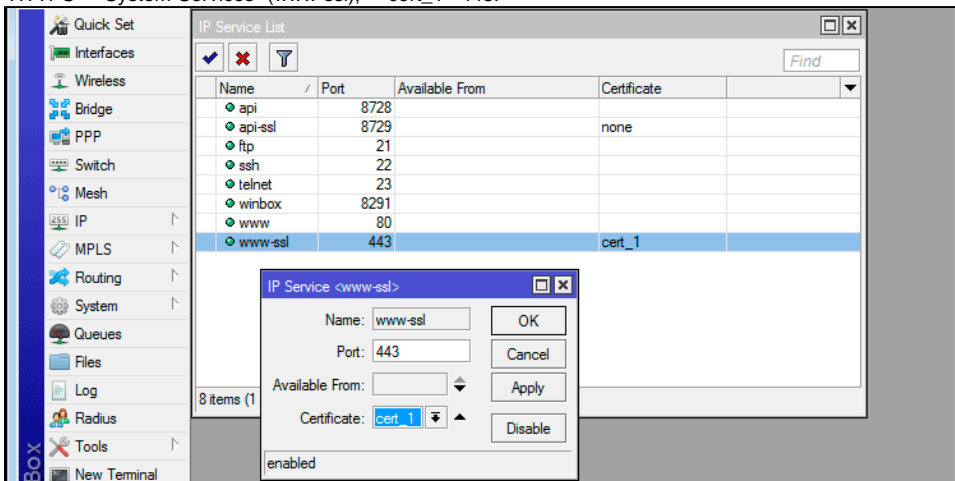 Quick Set
Interfaces
Wireless
Bridge
PPP
Switch
Mesh
255 IP
MPLS
Routing
System
Queues
Files
Log
Radius
Tools
New Terminal
Box
IP Service List
Find
Name / Port Available From Certificate
api 8728
api-ssl 8729 none
ftp 21
ssh 22
telnet 23
winbox 8291
www 80
www-ssl 443 cert_1
8 items (1
IP Service <www-ssl>
Name: www-ssl
Port: 443
Available From:
Certificate: cert_1
OK
Cancel
Apply
Disable
enabled